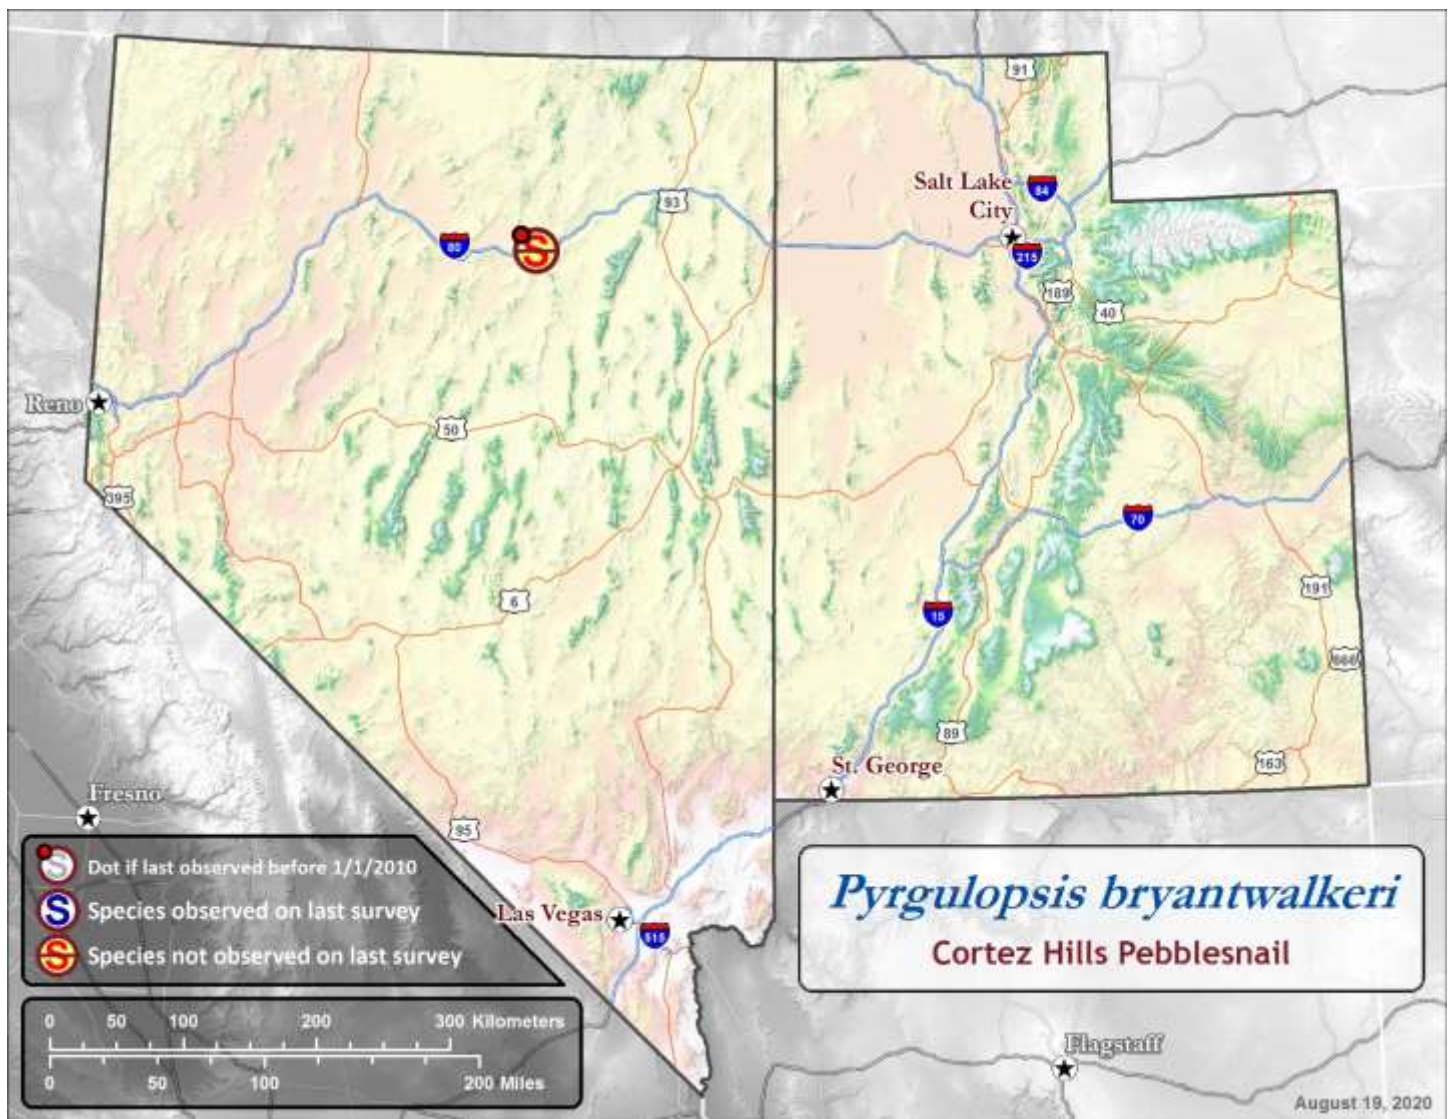 91
84
Salt Lake
City
93
80
215
189
40
Reno
50
395
70
6
191
15
666
89
St. George
163
Fresno
95
S
Dot if last observed before 1/1/2010
S
Species observed on last survey
S
Species not observed on last survey
Las Vegas
515
Pyrgulopsis bryantwalkeri
Cortez Hills Pebblesnail
0 50 100 200 300 Kilometers
0 50 100 200 Miles
Flagstaff
August 19, 2020
S